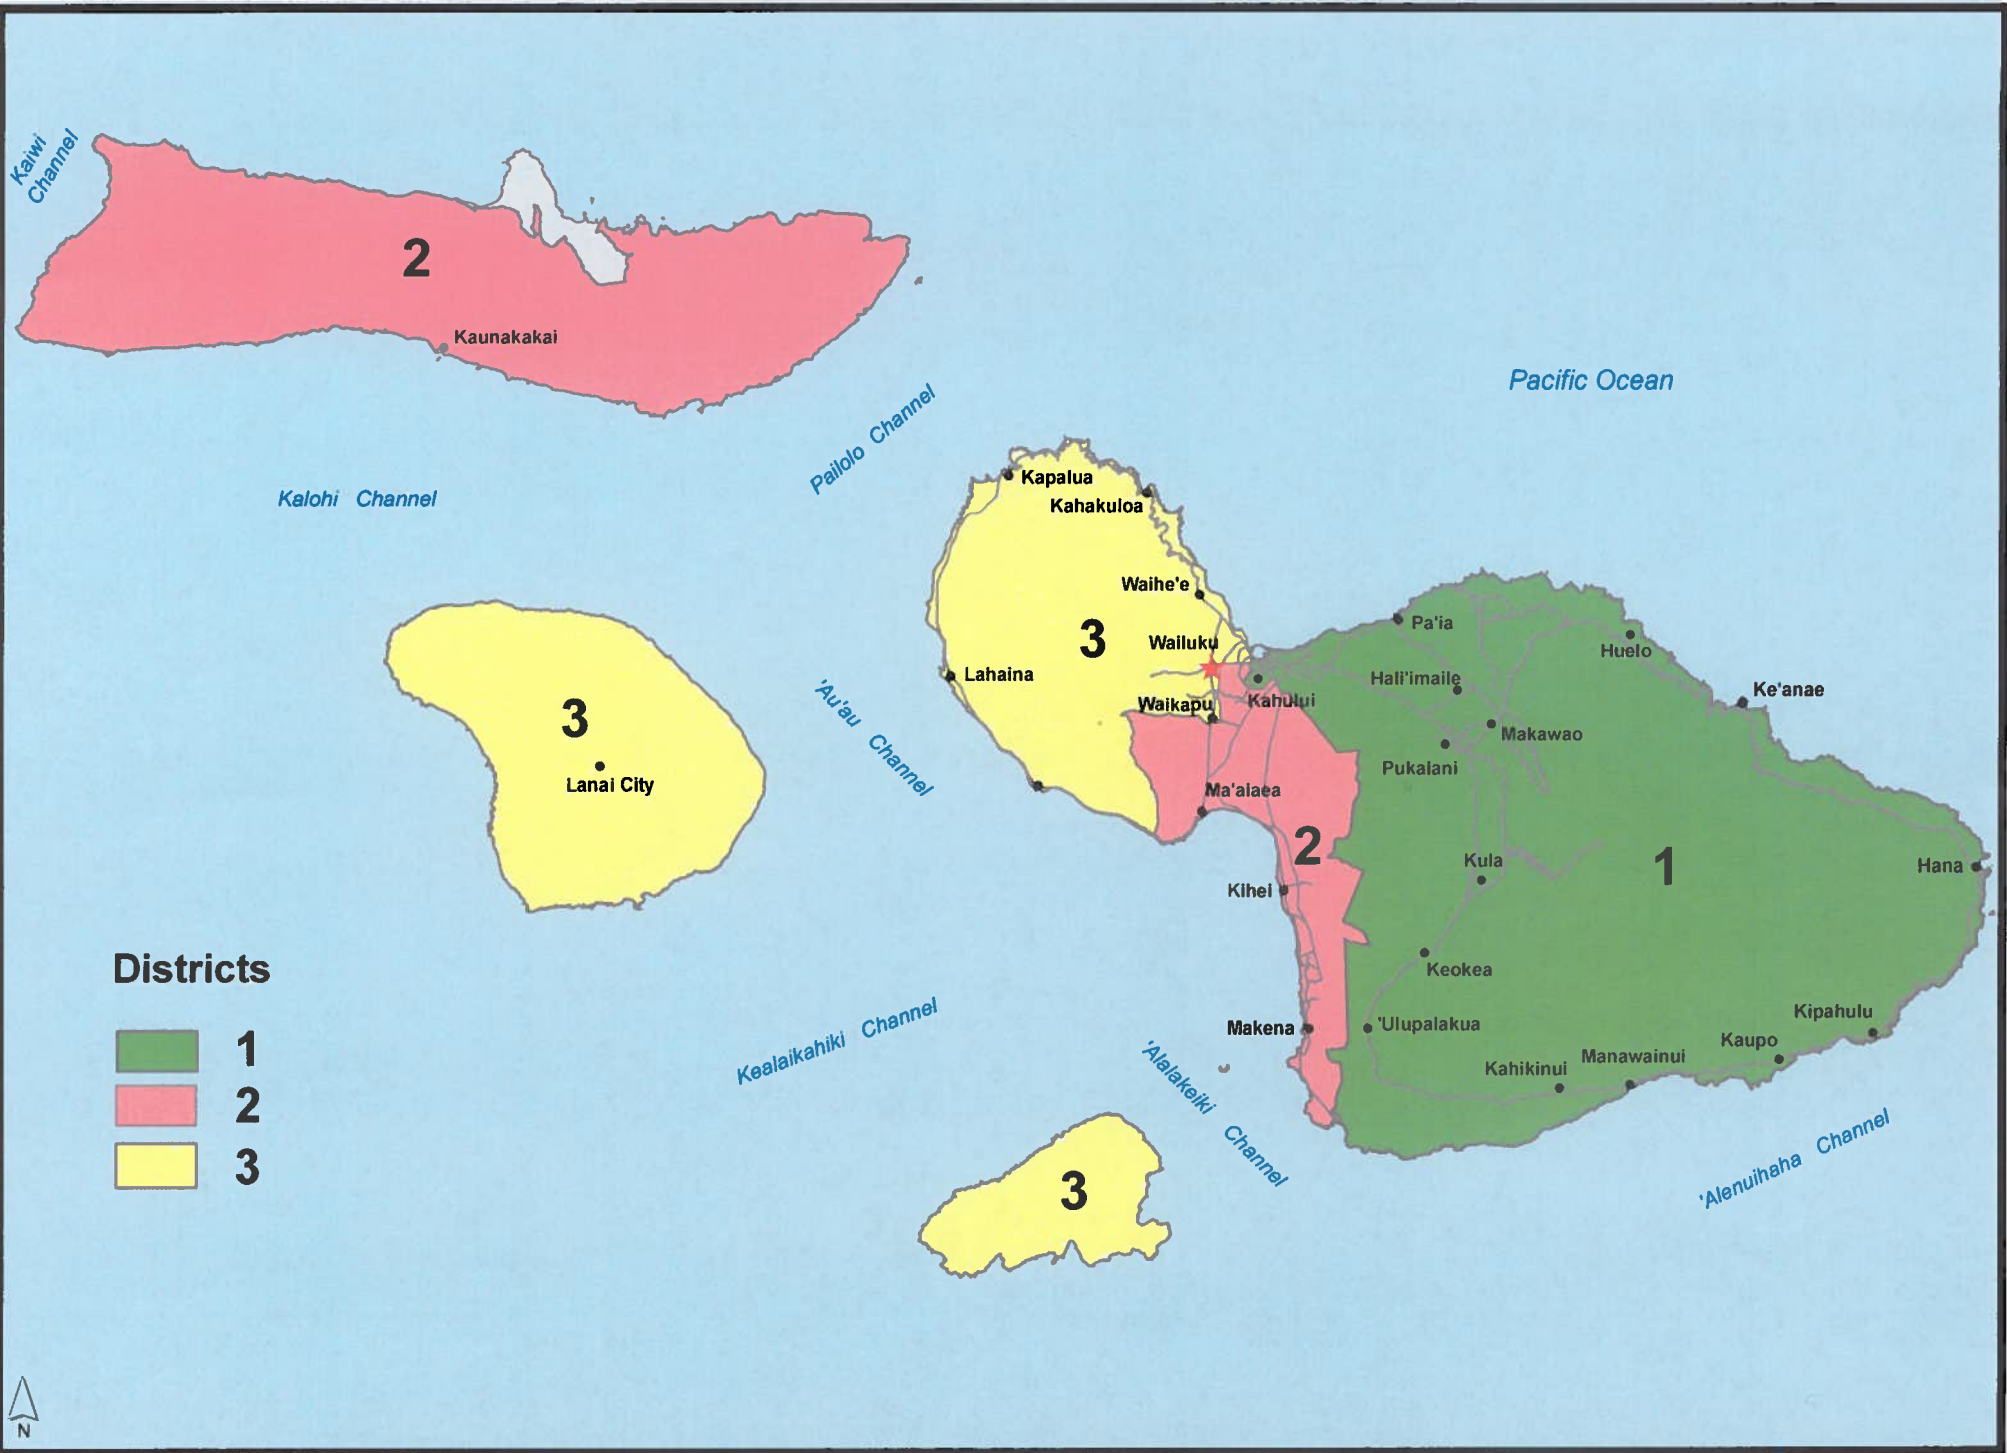 Kaiwi
Channel
2
Kaunakakai
Pacific Ocean
Pailolo Channel
Kalohi Channel
Kapalua
Kahakuloa
Waihe'e
3
Wailuku
Lahaina
Waikapu
Kahului
Pa'ia
Huelo
Hali'imaile
Ke'anae
Makawao
Pukalani
3
Lanai City
'Au'au Channel
Ma'alaea
2
Kihei
Kula
1
Hana
Keokea
Makena
'Ulupalakua
Kipahulu
Kaupo
Manawainui
Kahikinui
Kealaikahiki Channel
'Alalakeiki Channel
'Alenuihaha Channel
3
Districts
1
2
3
N